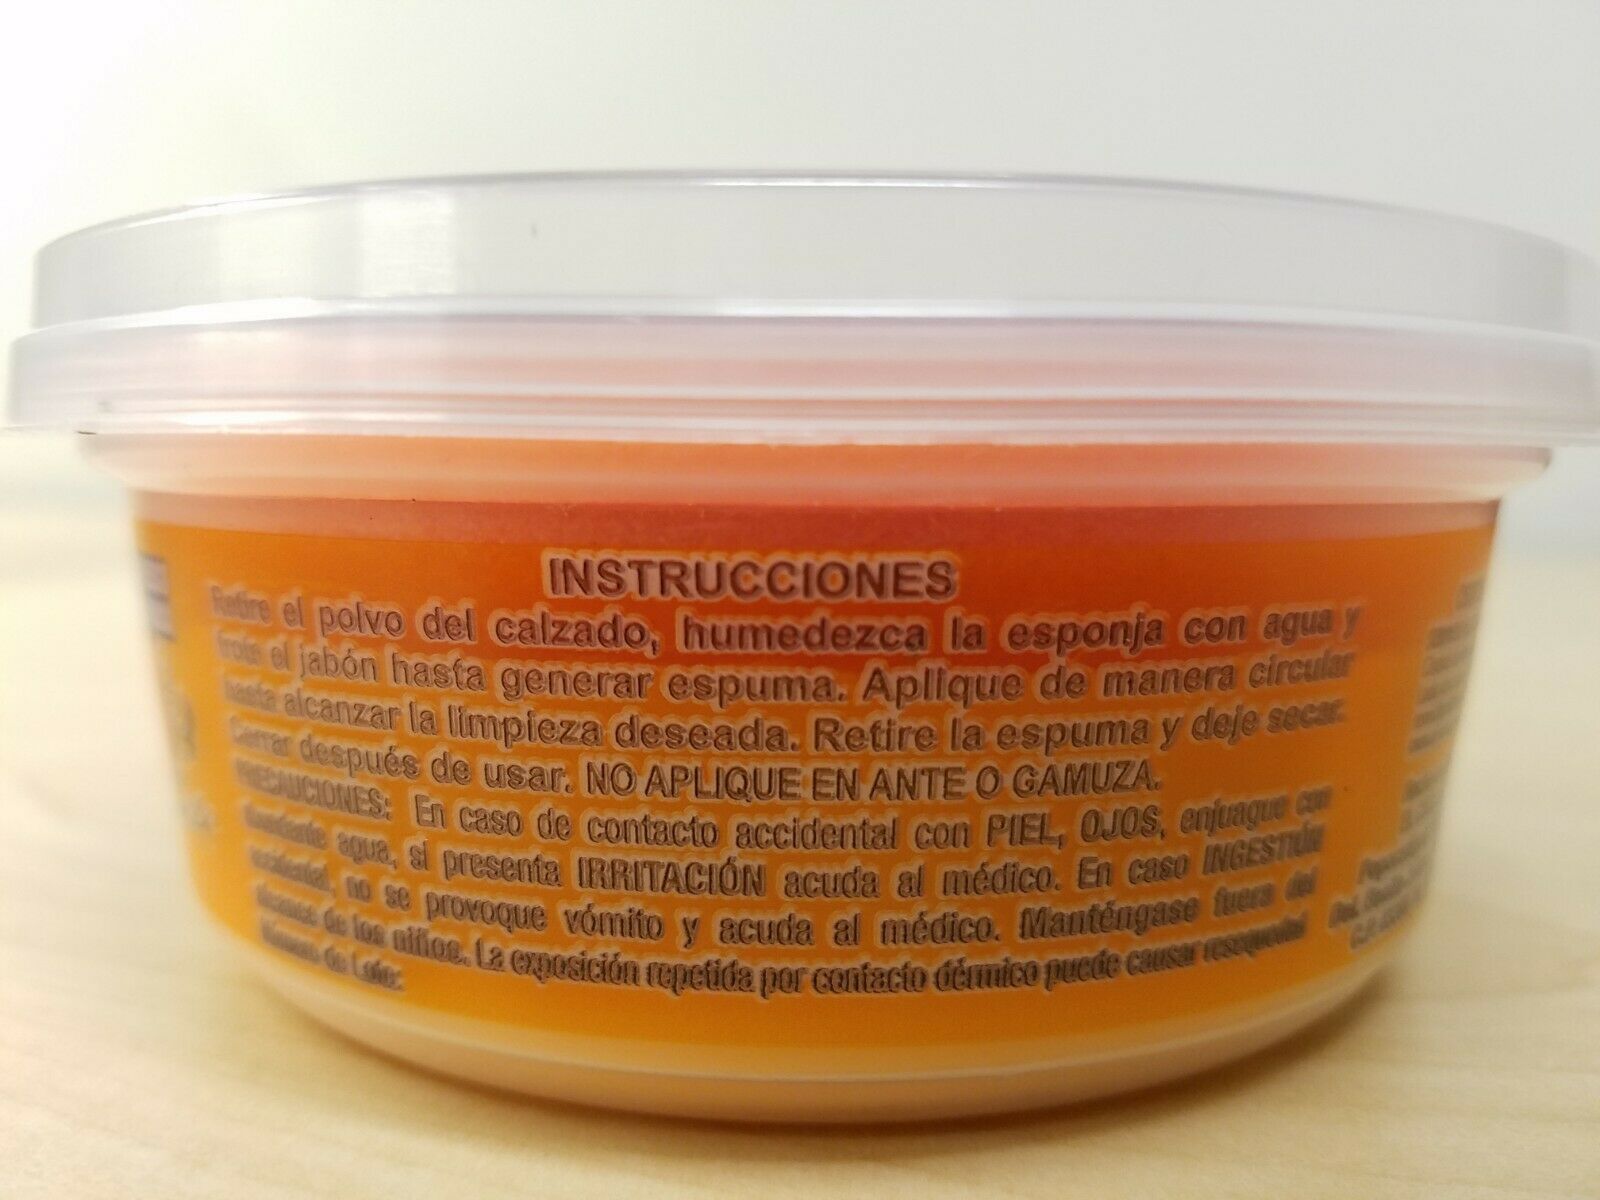 INSTRUCCIONES
Retire el polvo del calzado, humedezca la esponja con agua y
frote el jabón hasta generar espuma. Aplique de manera circular
hasta alcanzar la limpieza deseada. Retire la espuma y deje secar.
Cerrar después de usar. NO APLIQUE EN ANTE O GAMUZA.
PRECAUCIONES: En caso de contacto accidental con PIEL, OJOS, enjuague con
abundante agua, si presenta IRRITACIÓN acuda al médico. En caso INGESTIÓN
accidental, no se provoque vómito y acuda al médico. Manténgase fuera del
alcance de los niños. La exposición repetida por contacto dérmico puede causar resequedad
Número de Lote: